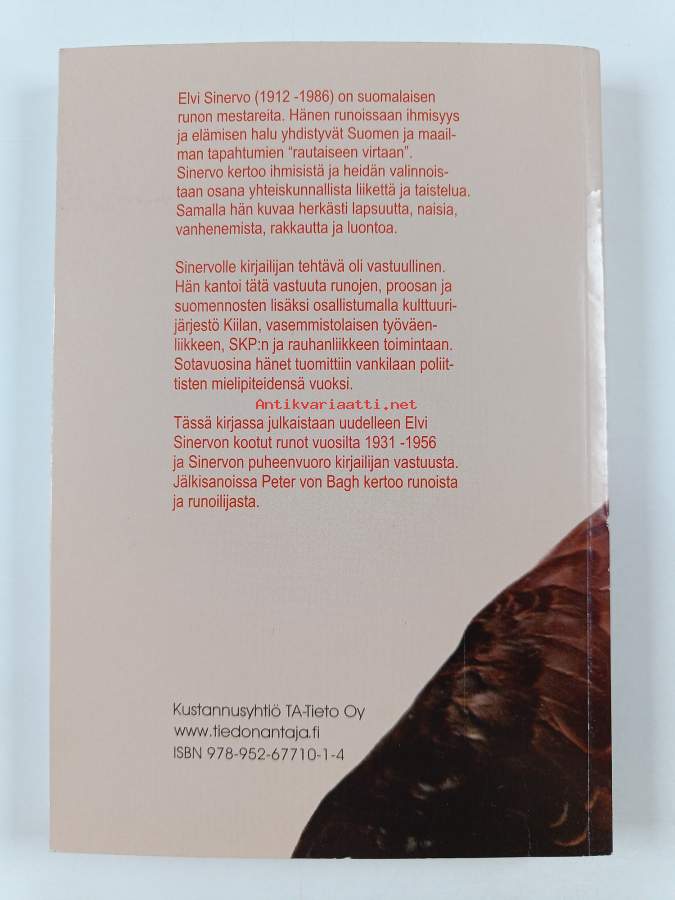 Elvi Sinervo (1912 -1986) on suomalaisen
runon mestareita. Hänen runoissaan ihmisyys
ja elämisen halu yhdistyvät Suomen ja maail-
man tapahtumien "rautaiseen virtaan".
Sinervo kertoo ihmisistä ja heidän valinnois-
taan osana yhteiskunnallista liikettä ja taistelua.
Samalla hän kuvaa herkästi lapsuutta, naisia,
vanhenemista, rakkautta ja luontoa.
Sinervolle kirjailijan tehtävä oli vastuullinen.
Hän kantoi tätä vastuuta runojen, proosan ja
suomennosten lisäksi osallistumalla kulttuuri-
järjestö Kiilan, vasemmistolaisen työväen-
liikkeen, SKP:n ja rauhanliikkeen toimintaan.
Sotavuosina hänet tuomittiin vankilaan poliit-
tisten mielipiteidensä vuoksi.
Antikvariaatti.net
Tässä kirjassa julkaistaan uudelleen Elvi
Sinervon kootut runot vuosilta 1931 -1956
ja Sinervon puheenvuoro kirjailijan vastuusta.
Jälkisanoissa Peter von Bagh kertoo runoista
ja runoilijasta.
Kustannusyhtiö TA-Tieto Oy
www.tiedonantaja.fi
ISBN 978-952-67710-1-4